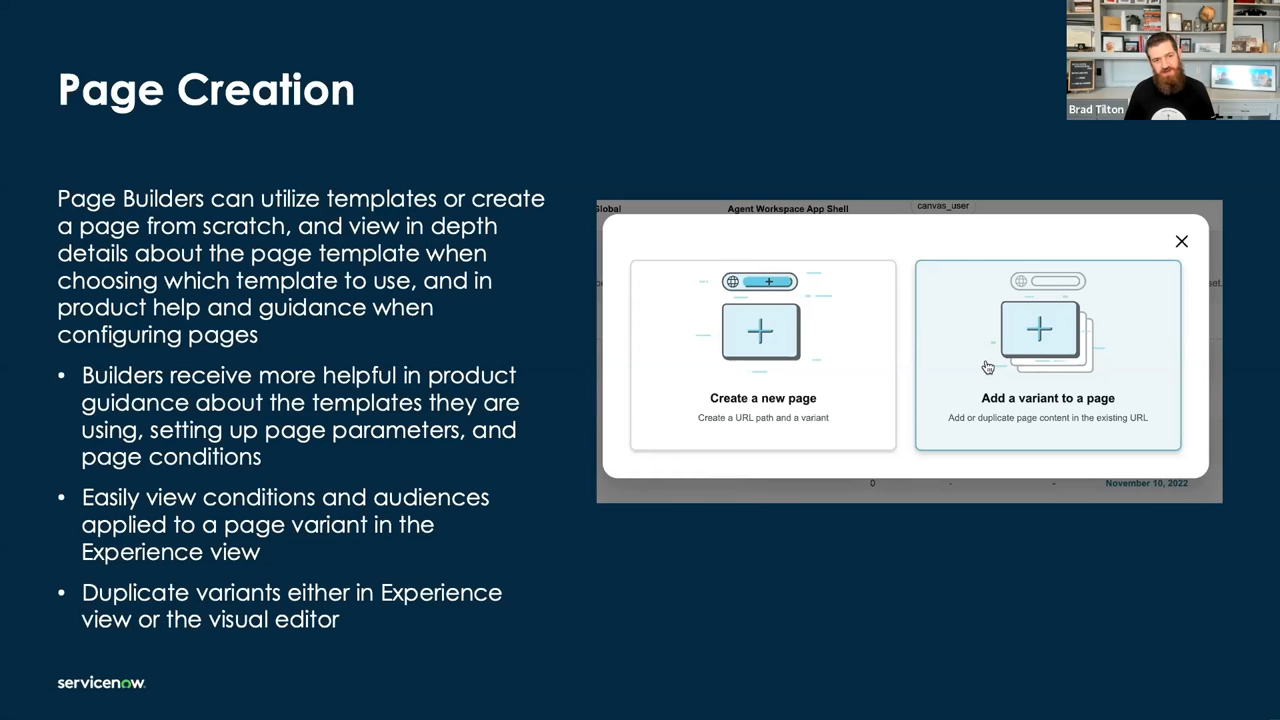 Page Creation
Brad Tilton
Page Builders can utilize templates or create
a page from scratch, and view in depth
details about the page template when
choosing which template to use, and in
product help and guidance when
configuring pages
• Builders receive more helpful in product
guidance about the templates they are
using, setting up page parameters, and
page conditions
• Easily view conditions and audiences
applied to a page variant in the
Experience view
• Duplicate variants either in Experience
view or the visual editor
Global Agent Workspace App Shell canvas_user
Create a new page
Create a URL path and a variant
Add a variant to a page
Add or duplicate page content in the existing URL
set.
0 - - November 10, 2022
servicenow.